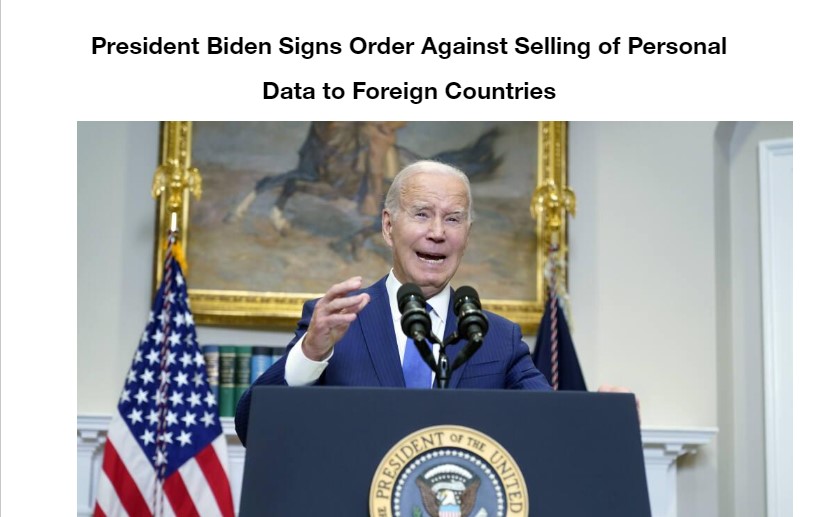 President Biden Signs Order Against Selling of Personal
Data to Foreign Countries
PRESIDENT OF THE UNITED